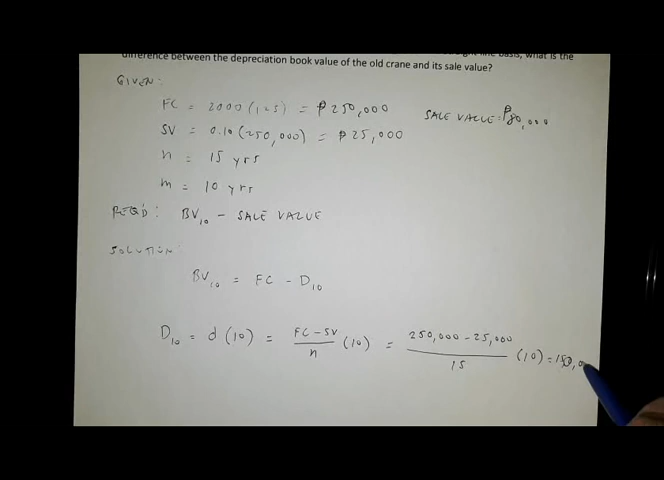 difference between the depreciation book value of the old crane and its sale value?
GIVEN:
FC = 2000(125) = ₱250,000
SALE VALUE = ₱80,000
SV = 0.10(250,000) = ₱25,000
n = 15 yrs
m = 10 yrs
REQ'D: BV₁₀ - SALE VALUE
SOLUTION:
BV₁₀ = FC - D₁₀
D₁₀ = d(10) = FC-SV/n (10) = 250,000-25,000/15 (10) = 150,0